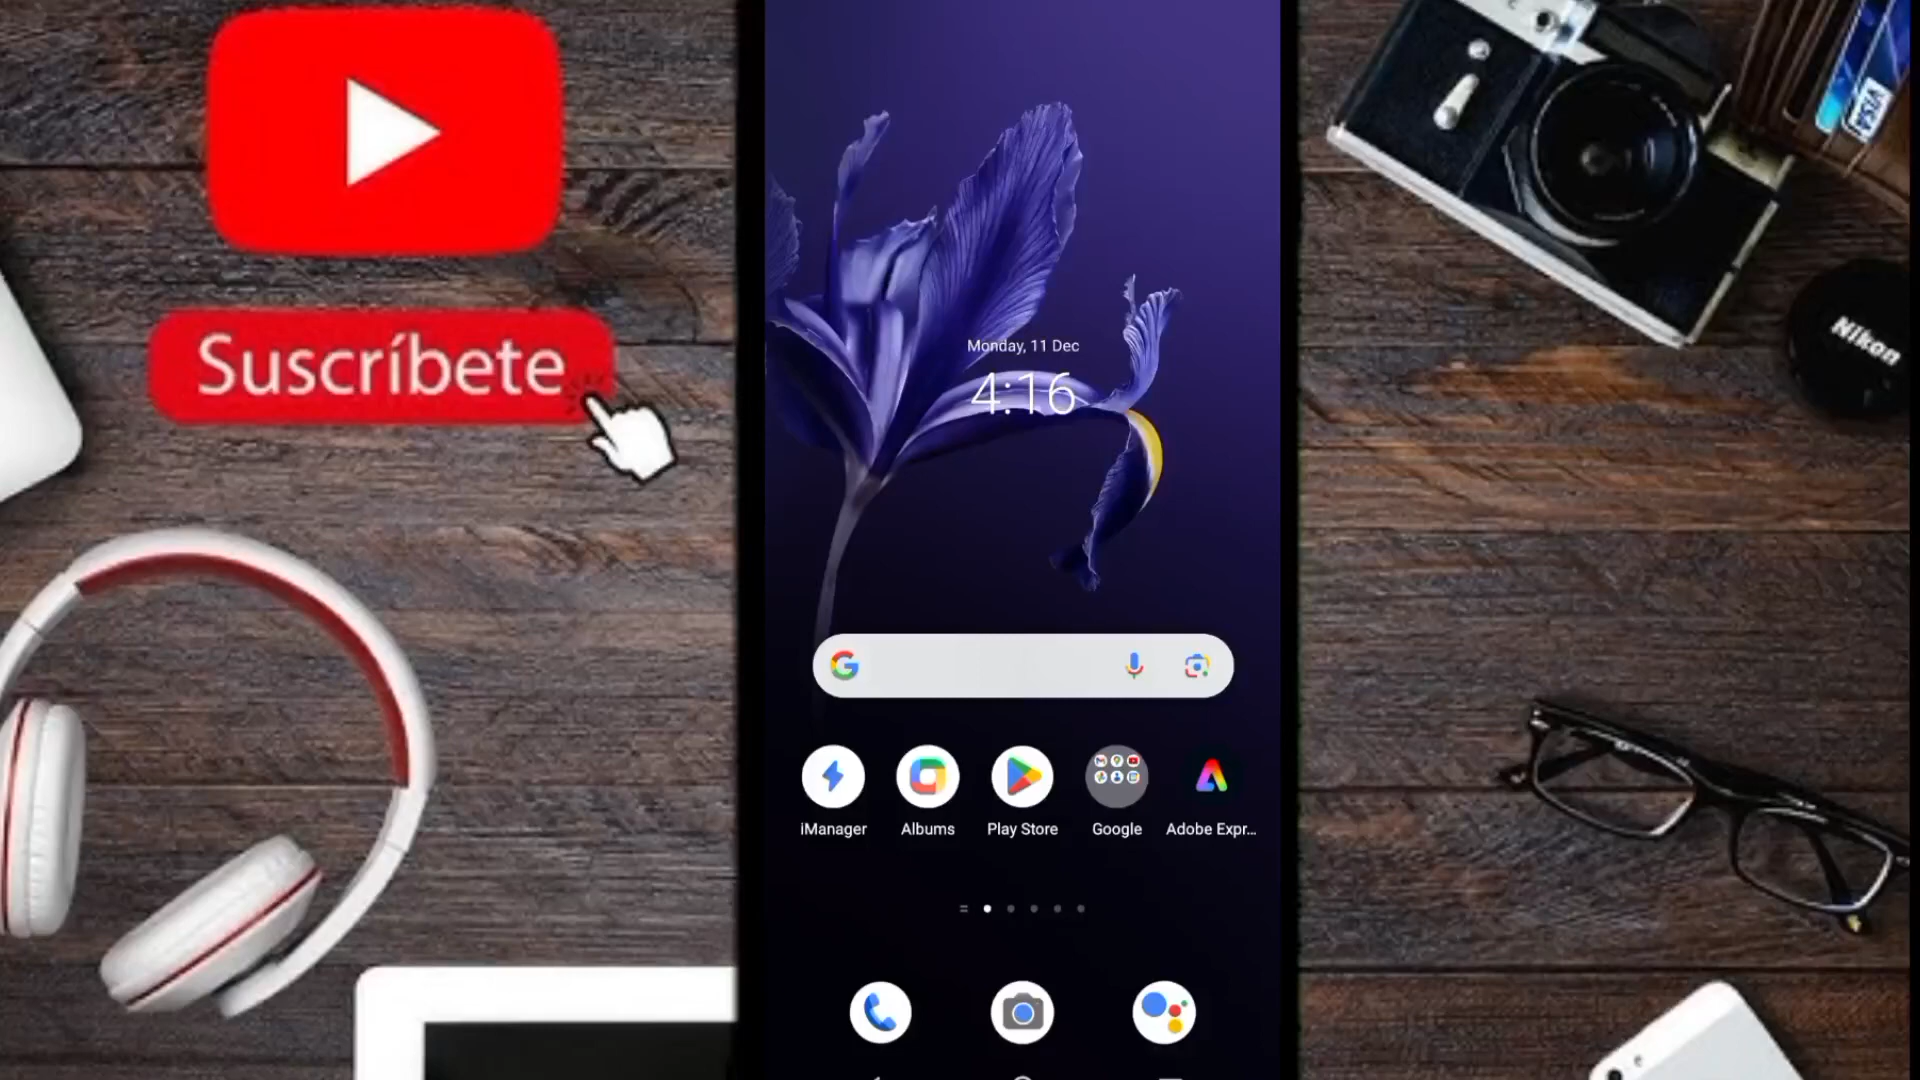 Suscríbete
Monday, 11 Dec
4:16
iManager
Albums
Play Store
Google
Adobe Expr...
VISA
Nikon